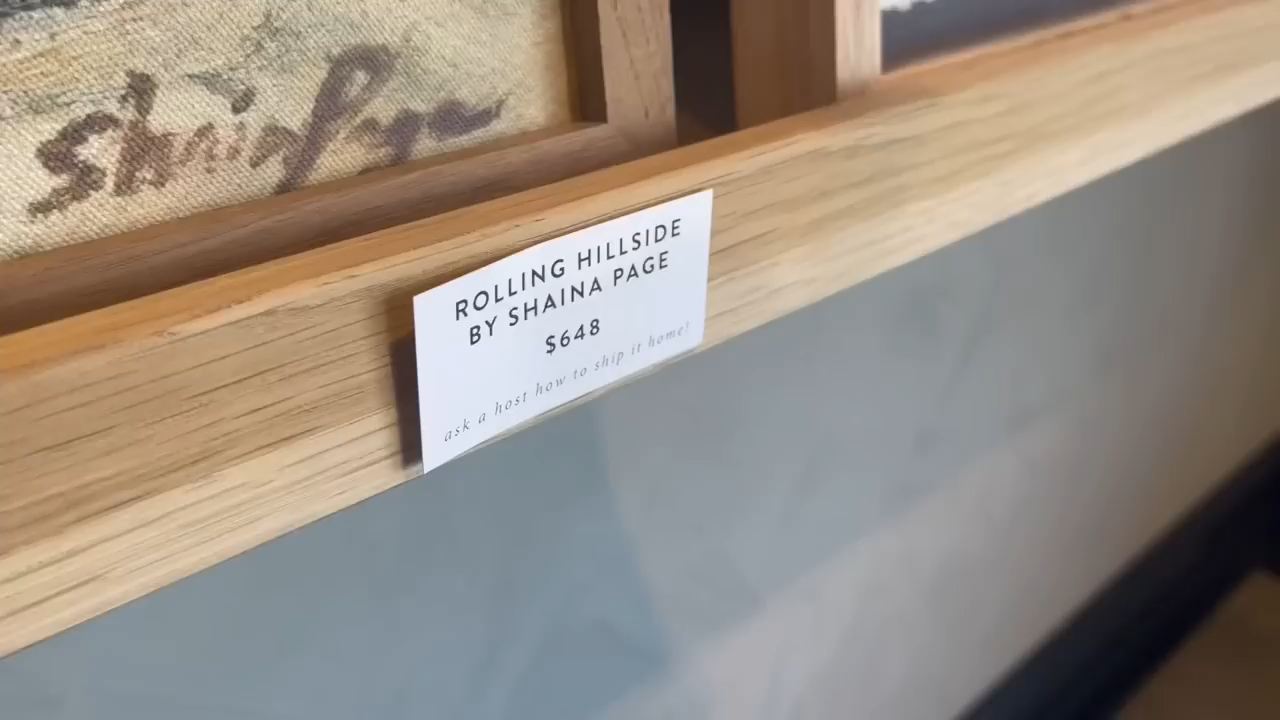 Shaina Page
ROLLING HILLSIDE
BY SHAINA PAGE
$648
ask a host how to ship it home!